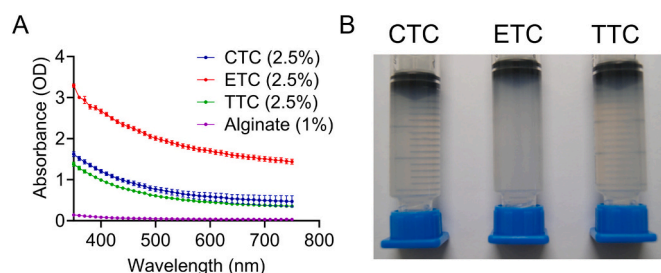 A
4
3
2
1
0
Absorbance (OD)
400
500
600
700
800
Wavelength (nm)
CTC (2.5%)
ETC (2.5%)
TTC (2.5%)
Alginate (1%)
B
CTC
ETC
TTC